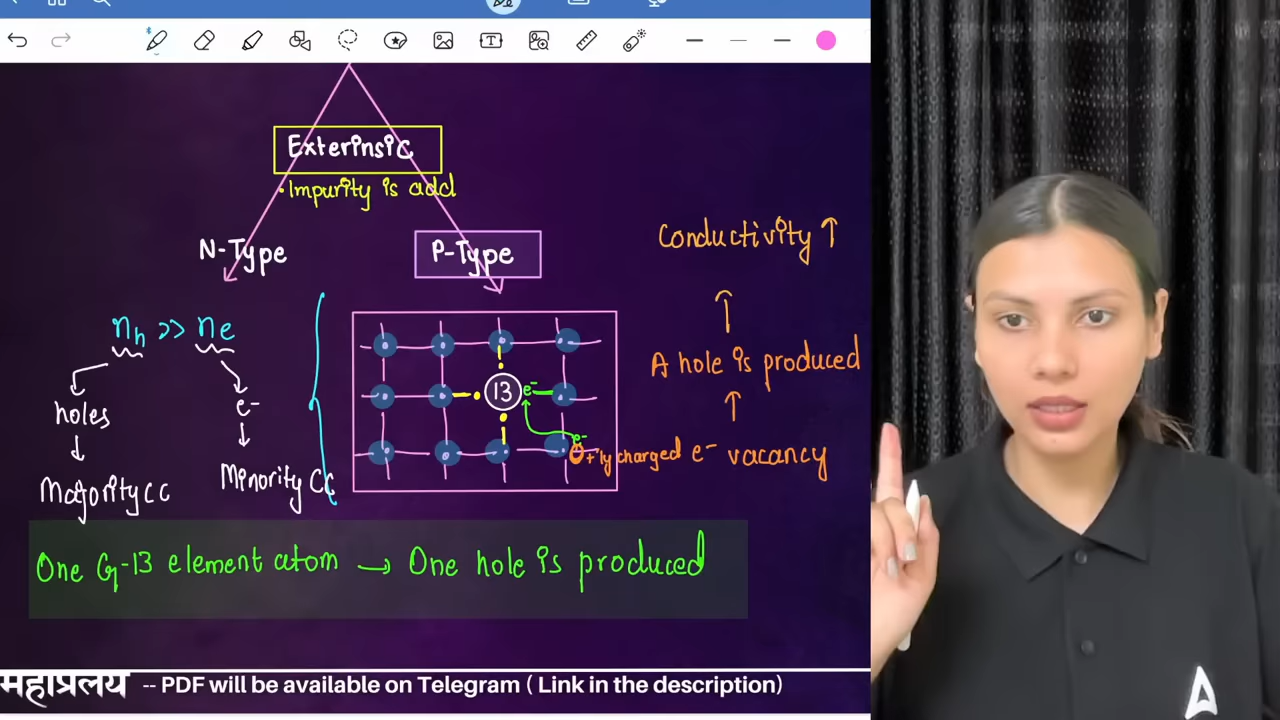 Exterinsic
• Impurity is add
N-Type
P-Type
Conductivity ↑
nh >> ne
A hole is produced
holes
e-
13
e-
e-
+ly charged e- vacancy
Majority CC
Minority CC
One G-13 element atom → One hole is produced
महाप्रलय -- PDF will be available on Telegram ( Link in the description)